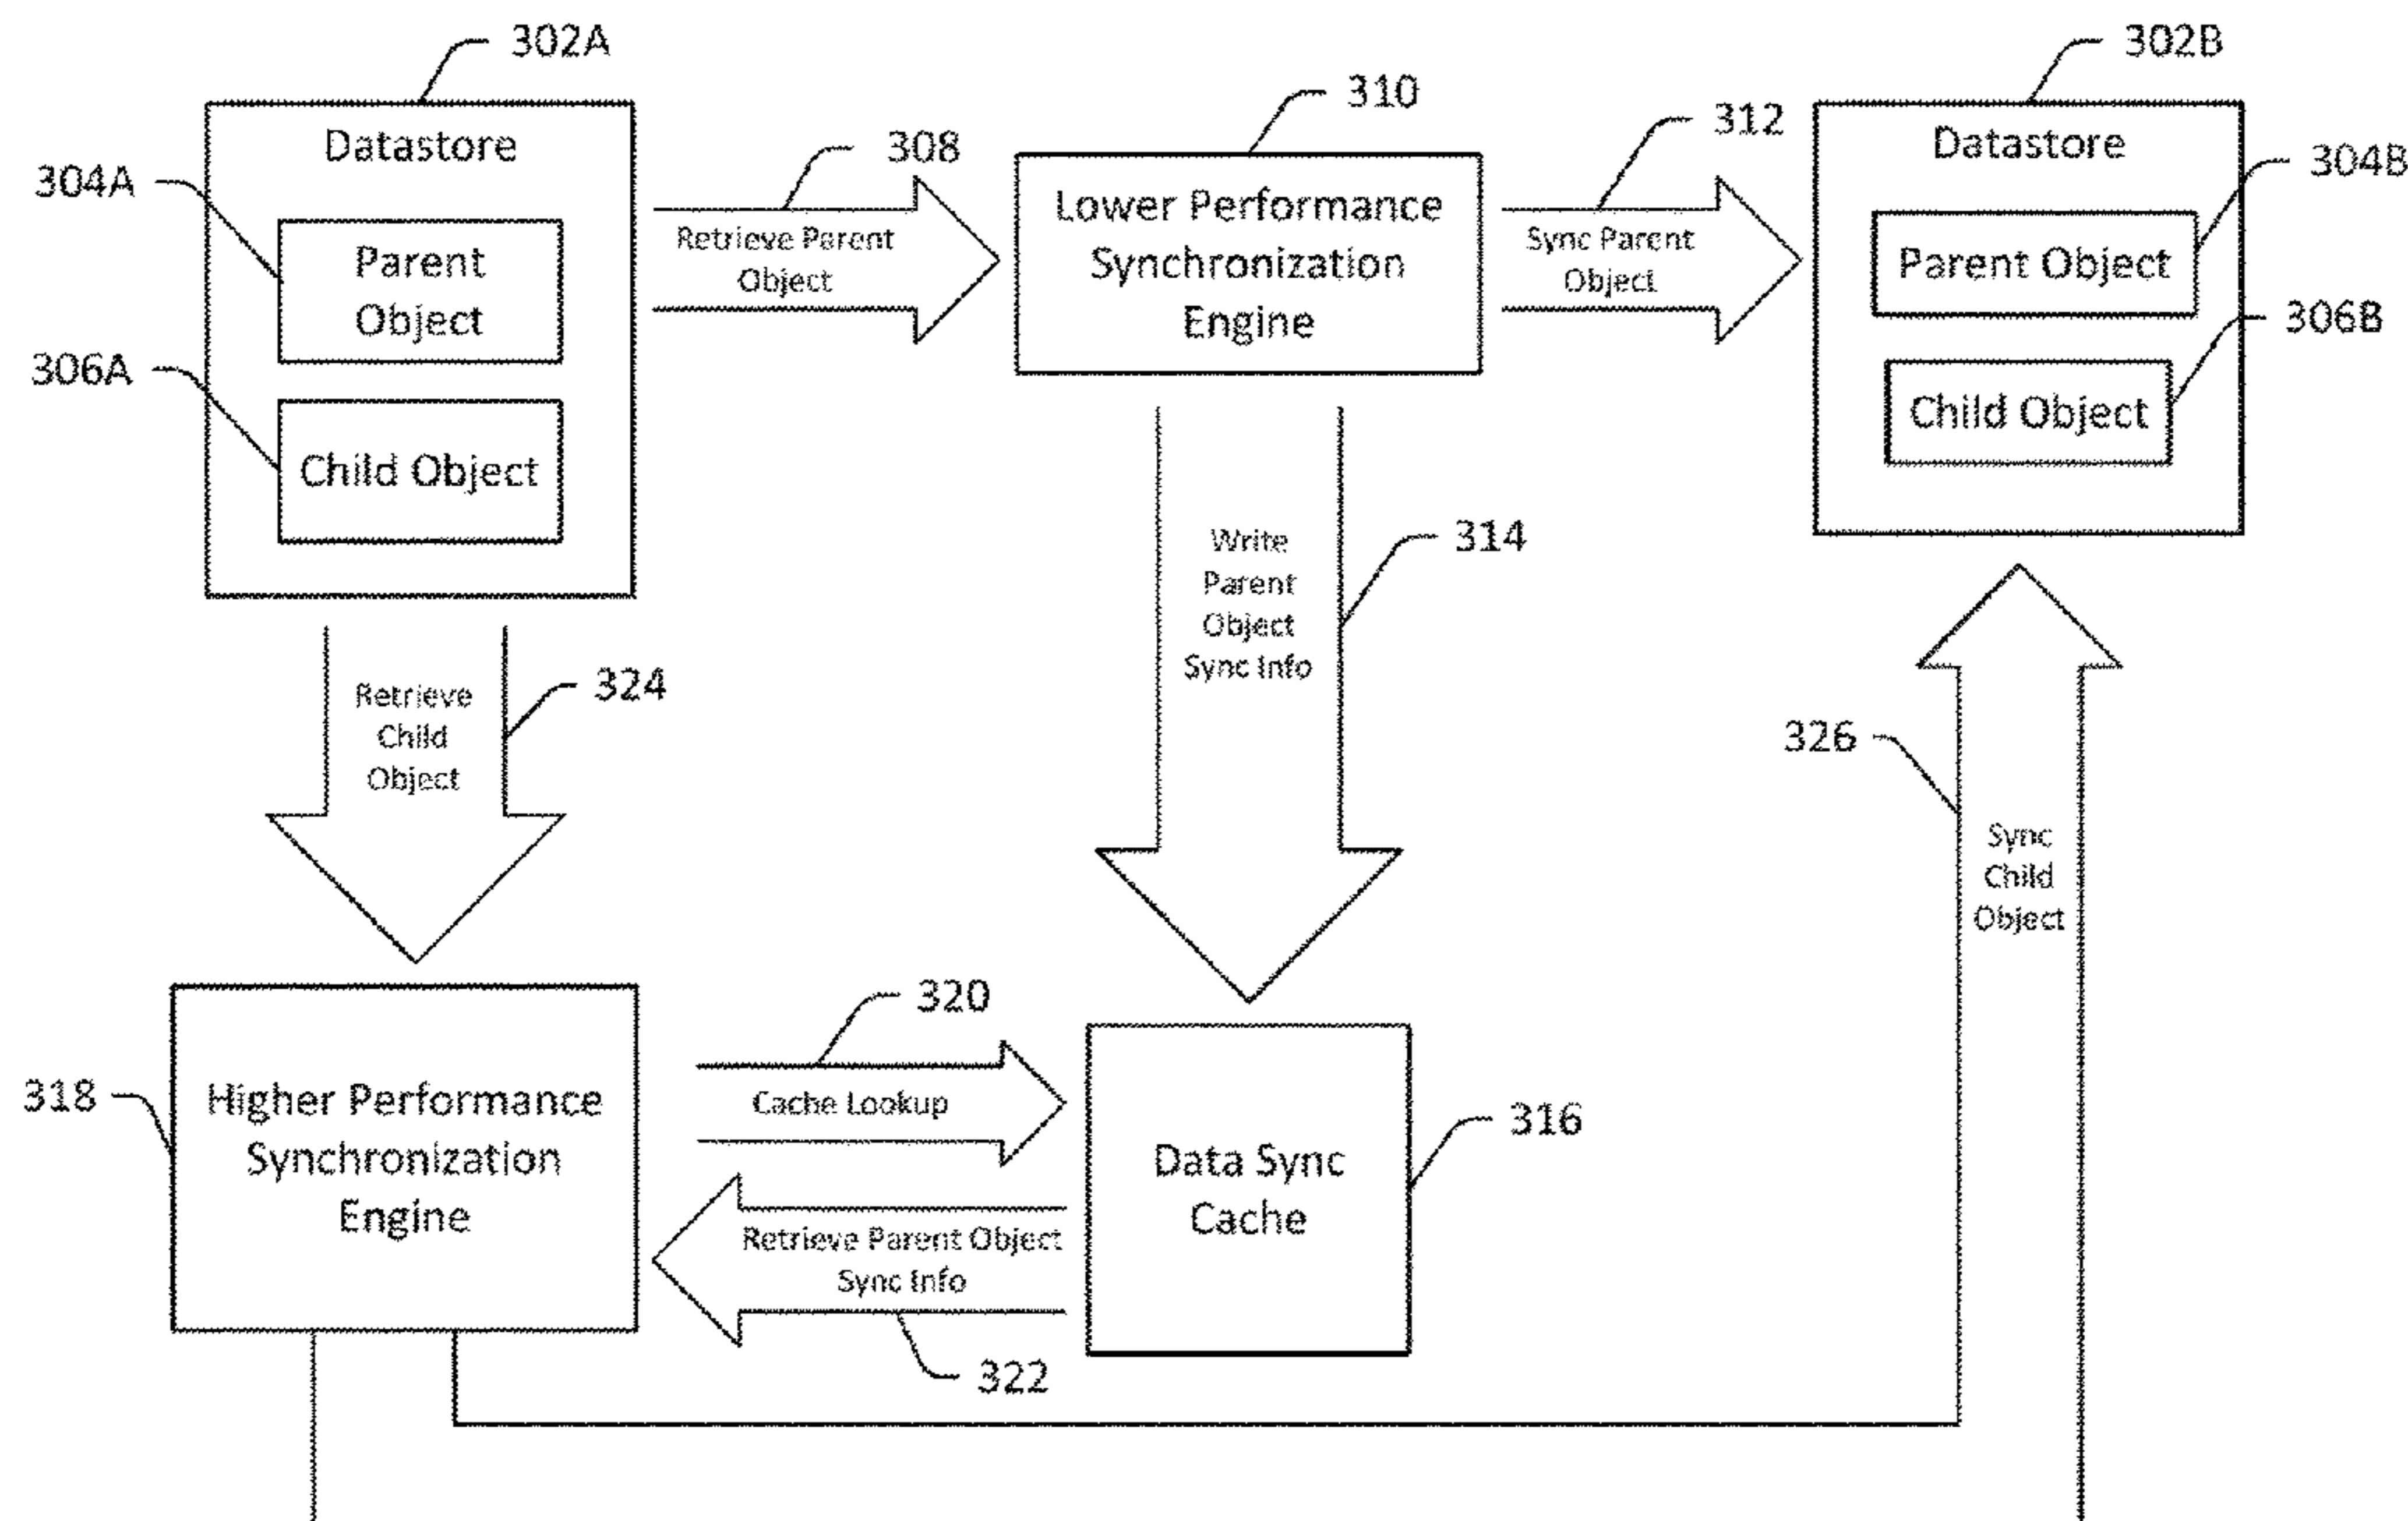 302A
302B
310
312
308
Datastore
Datastore
304A
304B
Lower Performance
Synchronization
Engine
Retrieve Parent
Object
Sync Parent
Object
Parent
Object
Parent Object
306A
306B
Child Object
Child Object
314
Write
Parent
Object
Sync Info
324
Retrieve
Child
Object
326
Sync
Child
Object
320
318
Higher Performance
Synchronization
Engine
Cache Lookup
316
Data Sync
Cache
Retrieve Parent Object
Sync Info
322